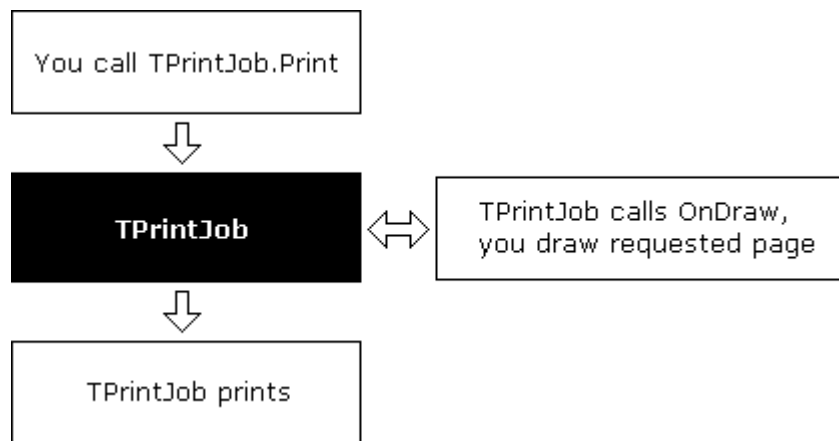 You call TPrintJob.Print
TPrintJob
TPrintJob calls OnDraw,
you draw requested page
TPrintJob prints